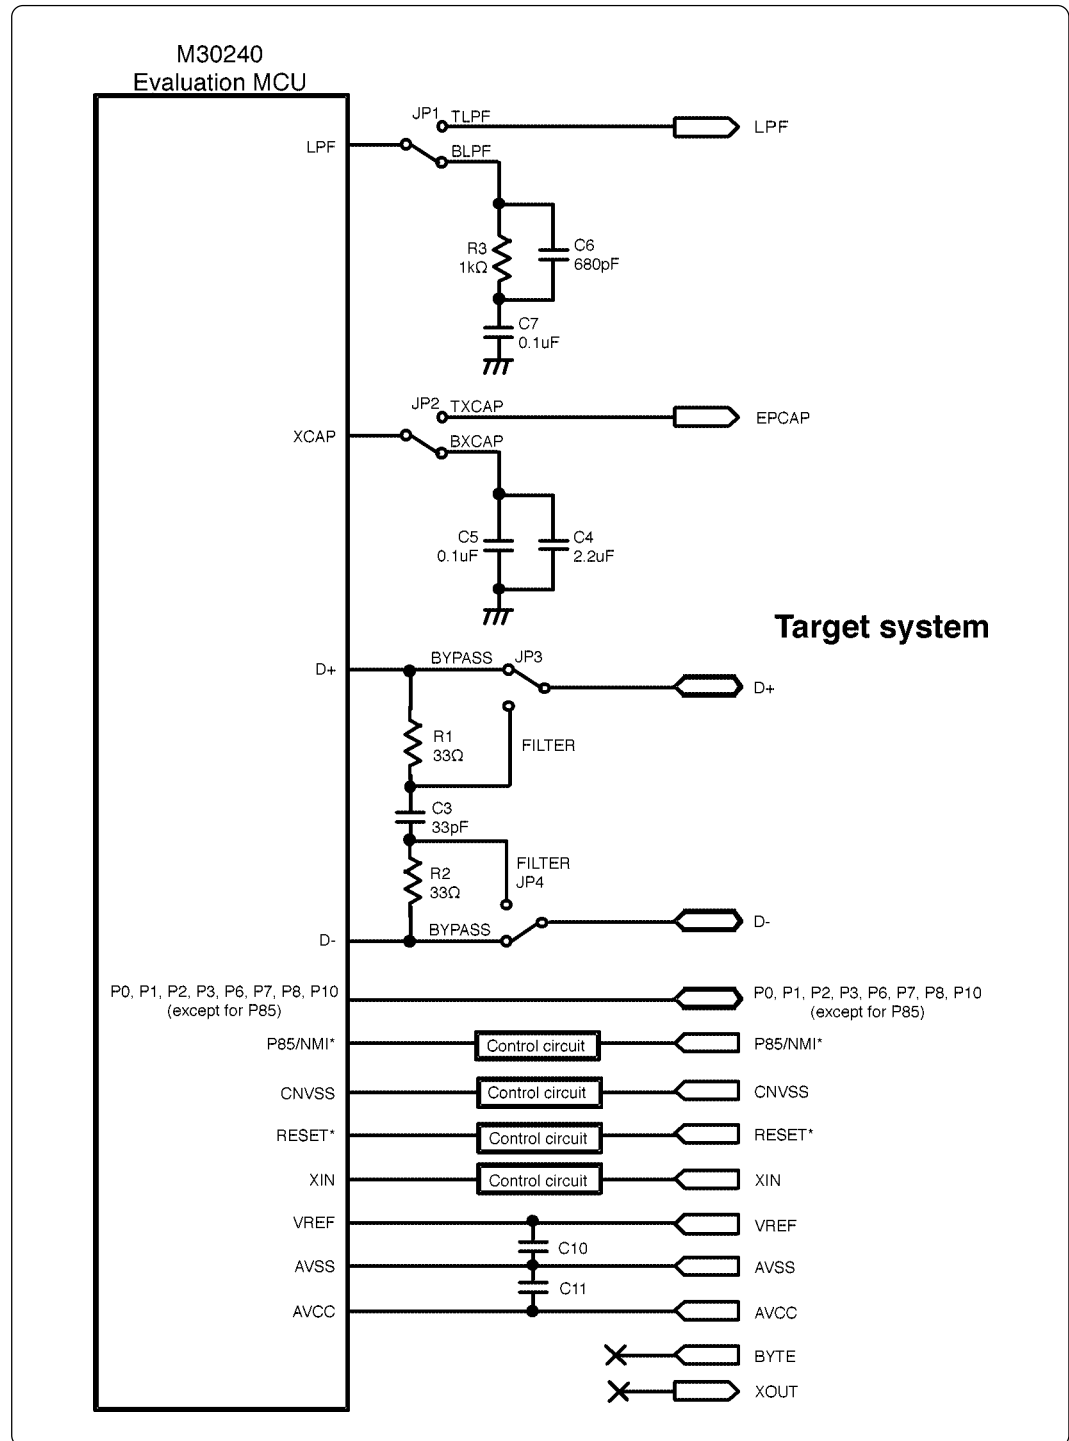 M30240
Evaluation MCU
JP1 TLPF
LPF
LPF
BLPF
R3
1kΩ
C6
680pF
C7
0.1uF
JP2 TXCAP
EPCAP
XCAP
BXCAP
C5
0.1uF
C4
2.2uF
Target system
D+
BYPASS
JP3
D+
R1
33Ω
FILTER
C3
33pF
R2
33Ω
FILTER
JP4
D-
BYPASS
D-
P0, P1, P2, P3, P6, P7, P8, P10
(except for P85)
P0, P1, P2, P3, P6, P7, P8, P10
(except for P85)
P85/NMI*
Control circuit
P85/NMI*
CNVSS
Control circuit
CNVSS
RESET*
Control circuit
RESET*
XIN
Control circuit
XIN
VREF
VREF
C10
AVSS
AVSS
C11
AVCC
AVCC
BYTE
XOUT